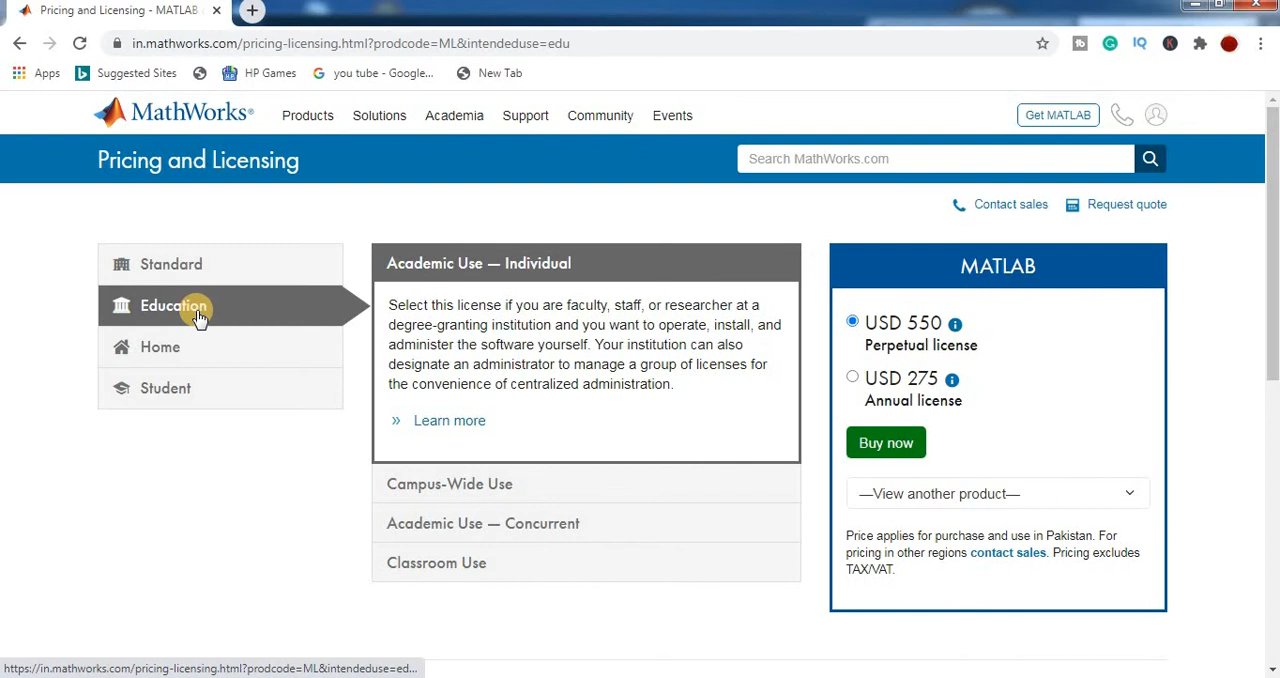 Pricing and Licensing - MATLAB
in.mathworks.com/pricing-licensing.html?prodcode=ML&intendeduse=edu
Apps
Suggested Sites
HP Games
you tube - Google...
New Tab
MathWorks®
Products
Solutions
Academia
Support
Community
Events
Get MATLAB
Pricing and Licensing
Search MathWorks.com
Contact sales
Request quote
Standard
Education
Home
Student
Academic Use — Individual
Select this license if you are faculty, staff, or researcher at a
degree-granting institution and you want to operate, install, and
administer the software yourself. Your institution can also
designate an administrator to manage a group of licenses for
the convenience of centralized administration.
» Learn more
Campus-Wide Use
Academic Use — Concurrent
Classroom Use
MATLAB
USD 550
Perpetual license
USD 275
Annual license
Buy now
—View another product—
Price applies for purchase and use in Pakistan. For
pricing in other regions contact sales. Pricing excludes
TAX/VAT.
https://in.mathworks.com/pricing-licensing.html?prodcode=ML&intendeduse=ed...